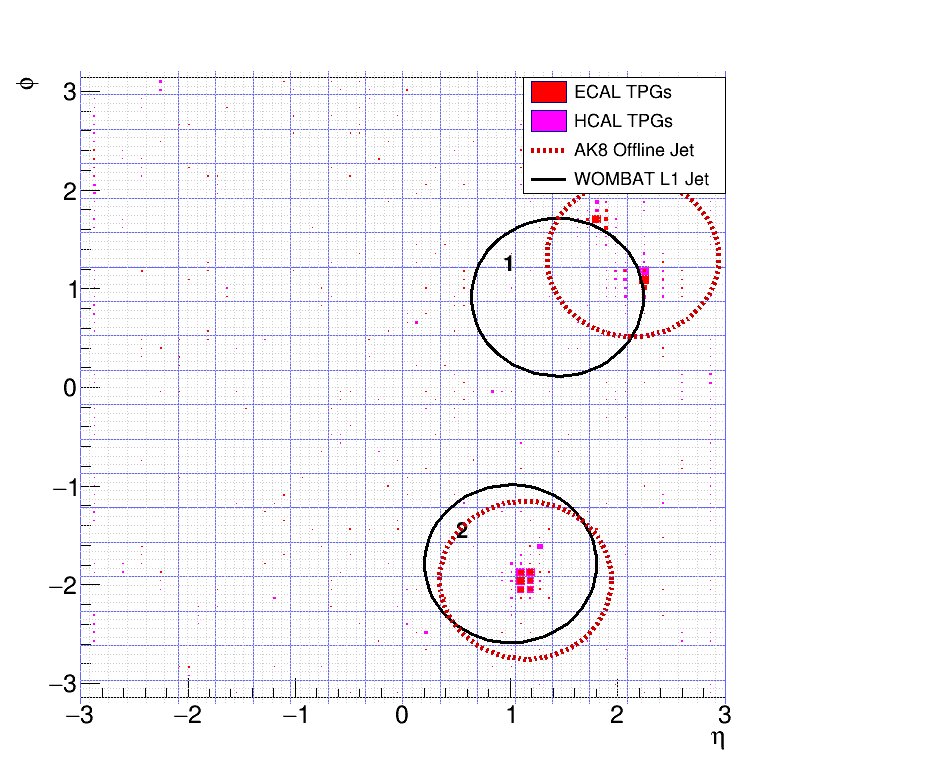 ϕ
3
2
1
0
−1
−2
−3
ECAL TPGs
HCAL TPGs
AK8 Offline Jet
WOMBAT L1 Jet
1
2
−3 −2 −1 0 1 2 3
η